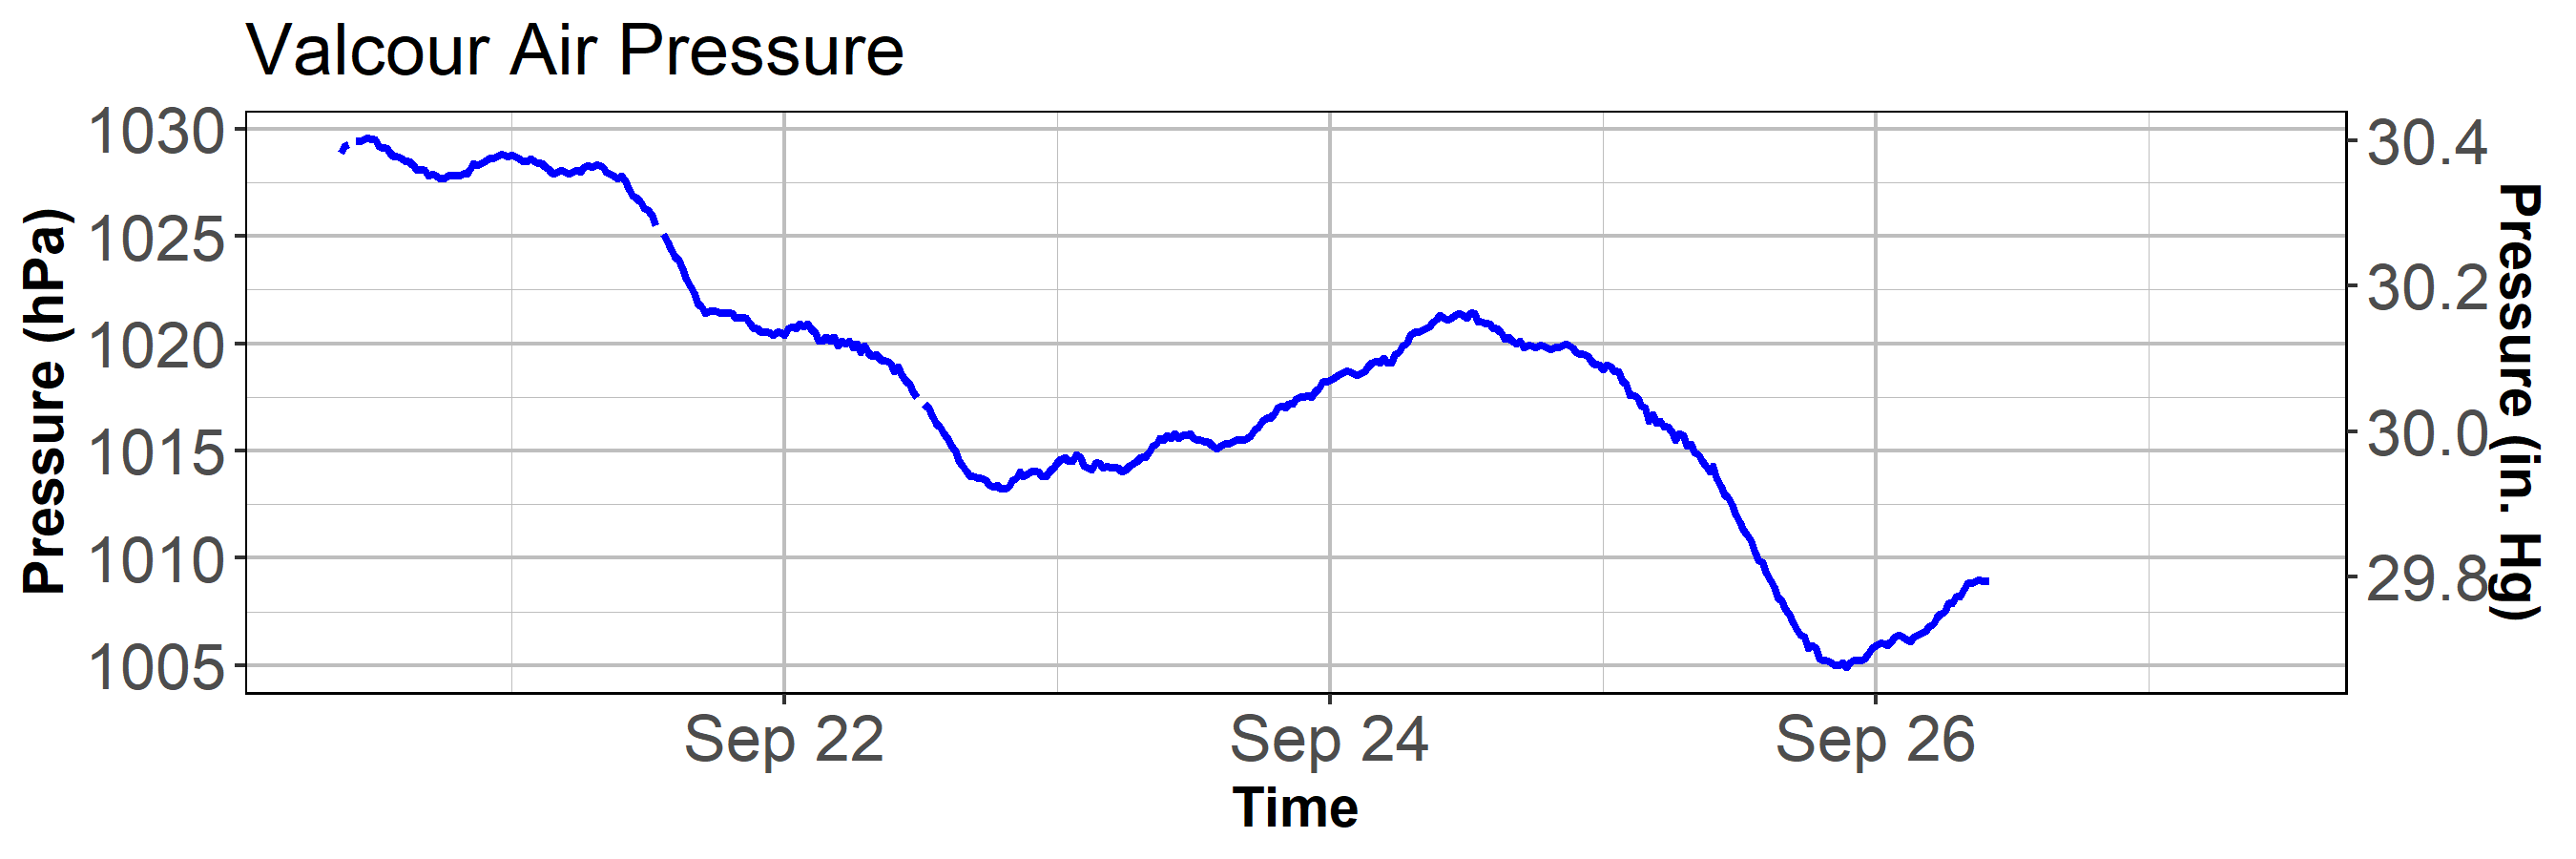 Valcour Air Pressure
Pressure (hPa)
1030
1025
1020
1015
1010
1005
30.4
30.2
30.0
29.8
Pressure (in. Hg)
Sep 22
Sep 24
Sep 26
Time